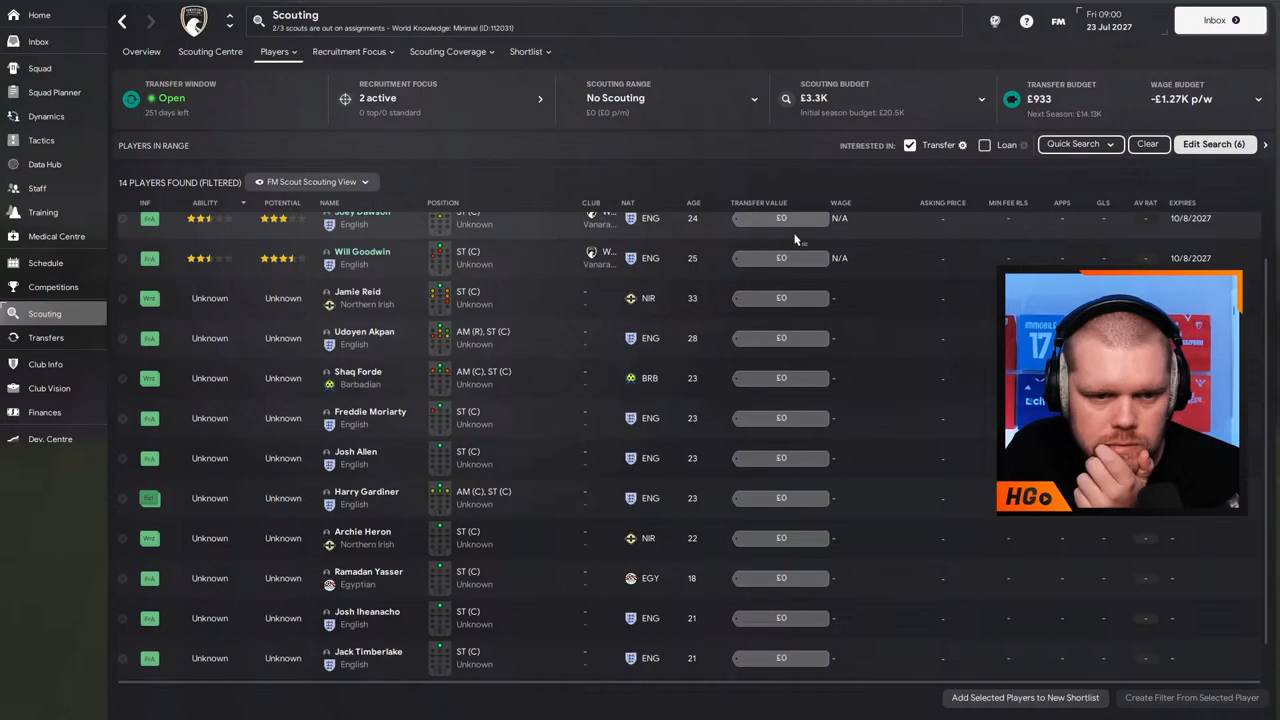 Home
Inbox
Squad
Squad Planner
Dynamics
Tactics
Data Hub
Staff
Training
Medical Centre
Schedule
Competitions
Scouting
Transfers
Club Info
Club Vision
Finances
Dev. Centre
Scouting
2/3 scouts are out on assignments - World Knowledge: Minimal (ID:112031)
FM
Fri 09:00
23 Jul 2027
Inbox
Overview Scouting Centre Players Recruitment Focus Scouting Coverage Shortlist
TRANSFER WINDOW
Open
251 days left
RECRUITMENT FOCUS
2 active
0 top/0 standard
SCOUTING RANGE
No Scouting
£0 (£0 p/m)
SCOUTING BUDGET
£3.3K
Initial season budget: £20.5K
TRANSFER BUDGET
£933
Next Season: £14.13K
WAGE BUDGET
-£1.27K p/w
PLAYERS IN RANGE
INTERESTED IN: Transfer Loan Quick Search Clear Edit Search (6)
14 PLAYERS FOUND (FILTERED) FM Scout Scouting View
INF ABILITY POTENTIAL NAME POSITION CLUB NAT AGE TRANSFER VALUE WAGE ASKING PRICE MIN FEE RLS APPS GLS AV RAT EXPIRES
FrA Joey Dawson ST (C) W... ENG 24 £0 N/A - - - - - 10/8/2027
English Unknown Vanara...
FrA Will Goodwin ST (C) W... ENG 25 £0 N/A - - - - - 10/8/2027
English Unknown Vanara...
Wnt Unknown Unknown Jamie Reid ST (C) - NIR 33 £0 -
Northern Irish Unknown -
FrA Unknown Unknown Udoyen Akpan AM (R), ST (C) - ENG 28 £0 -
English Unknown -
Wnt Unknown Unknown Shaq Forde AM (C), ST (C) - BRB 23 £0 -
Barbadian Unknown -
FrA Unknown Unknown Freddie Moriarty ST (C) - ENG 23 £0 -
English Unknown -
FrA Unknown Unknown Josh Allen ST (C) - ENG 23 £0 -
English Unknown -
Bid Unknown Unknown Harry Gardiner AM (C), ST (C) - ENG 23 £0 -
English Unknown -
Wnt Unknown Unknown Archie Heron ST (C) - NIR 22 £0 - - - - - - -
Northern Irish Unknown -
FrA Unknown Unknown Ramadan Yasser ST (C) - EGY 18 £0 - - - - - - -
Egyptian Unknown -
FrA Unknown Unknown Josh Iheanacho ST (C) - ENG 21 £0 - - - - - - -
English Unknown -
FrA Unknown Unknown Jack Timberlake ST (C) - ENG 21 £0 - - - - - - -
English Unknown -
IMMOBILE
17
HG
Add Selected Players to New Shortlist Create Filter From Selected Player